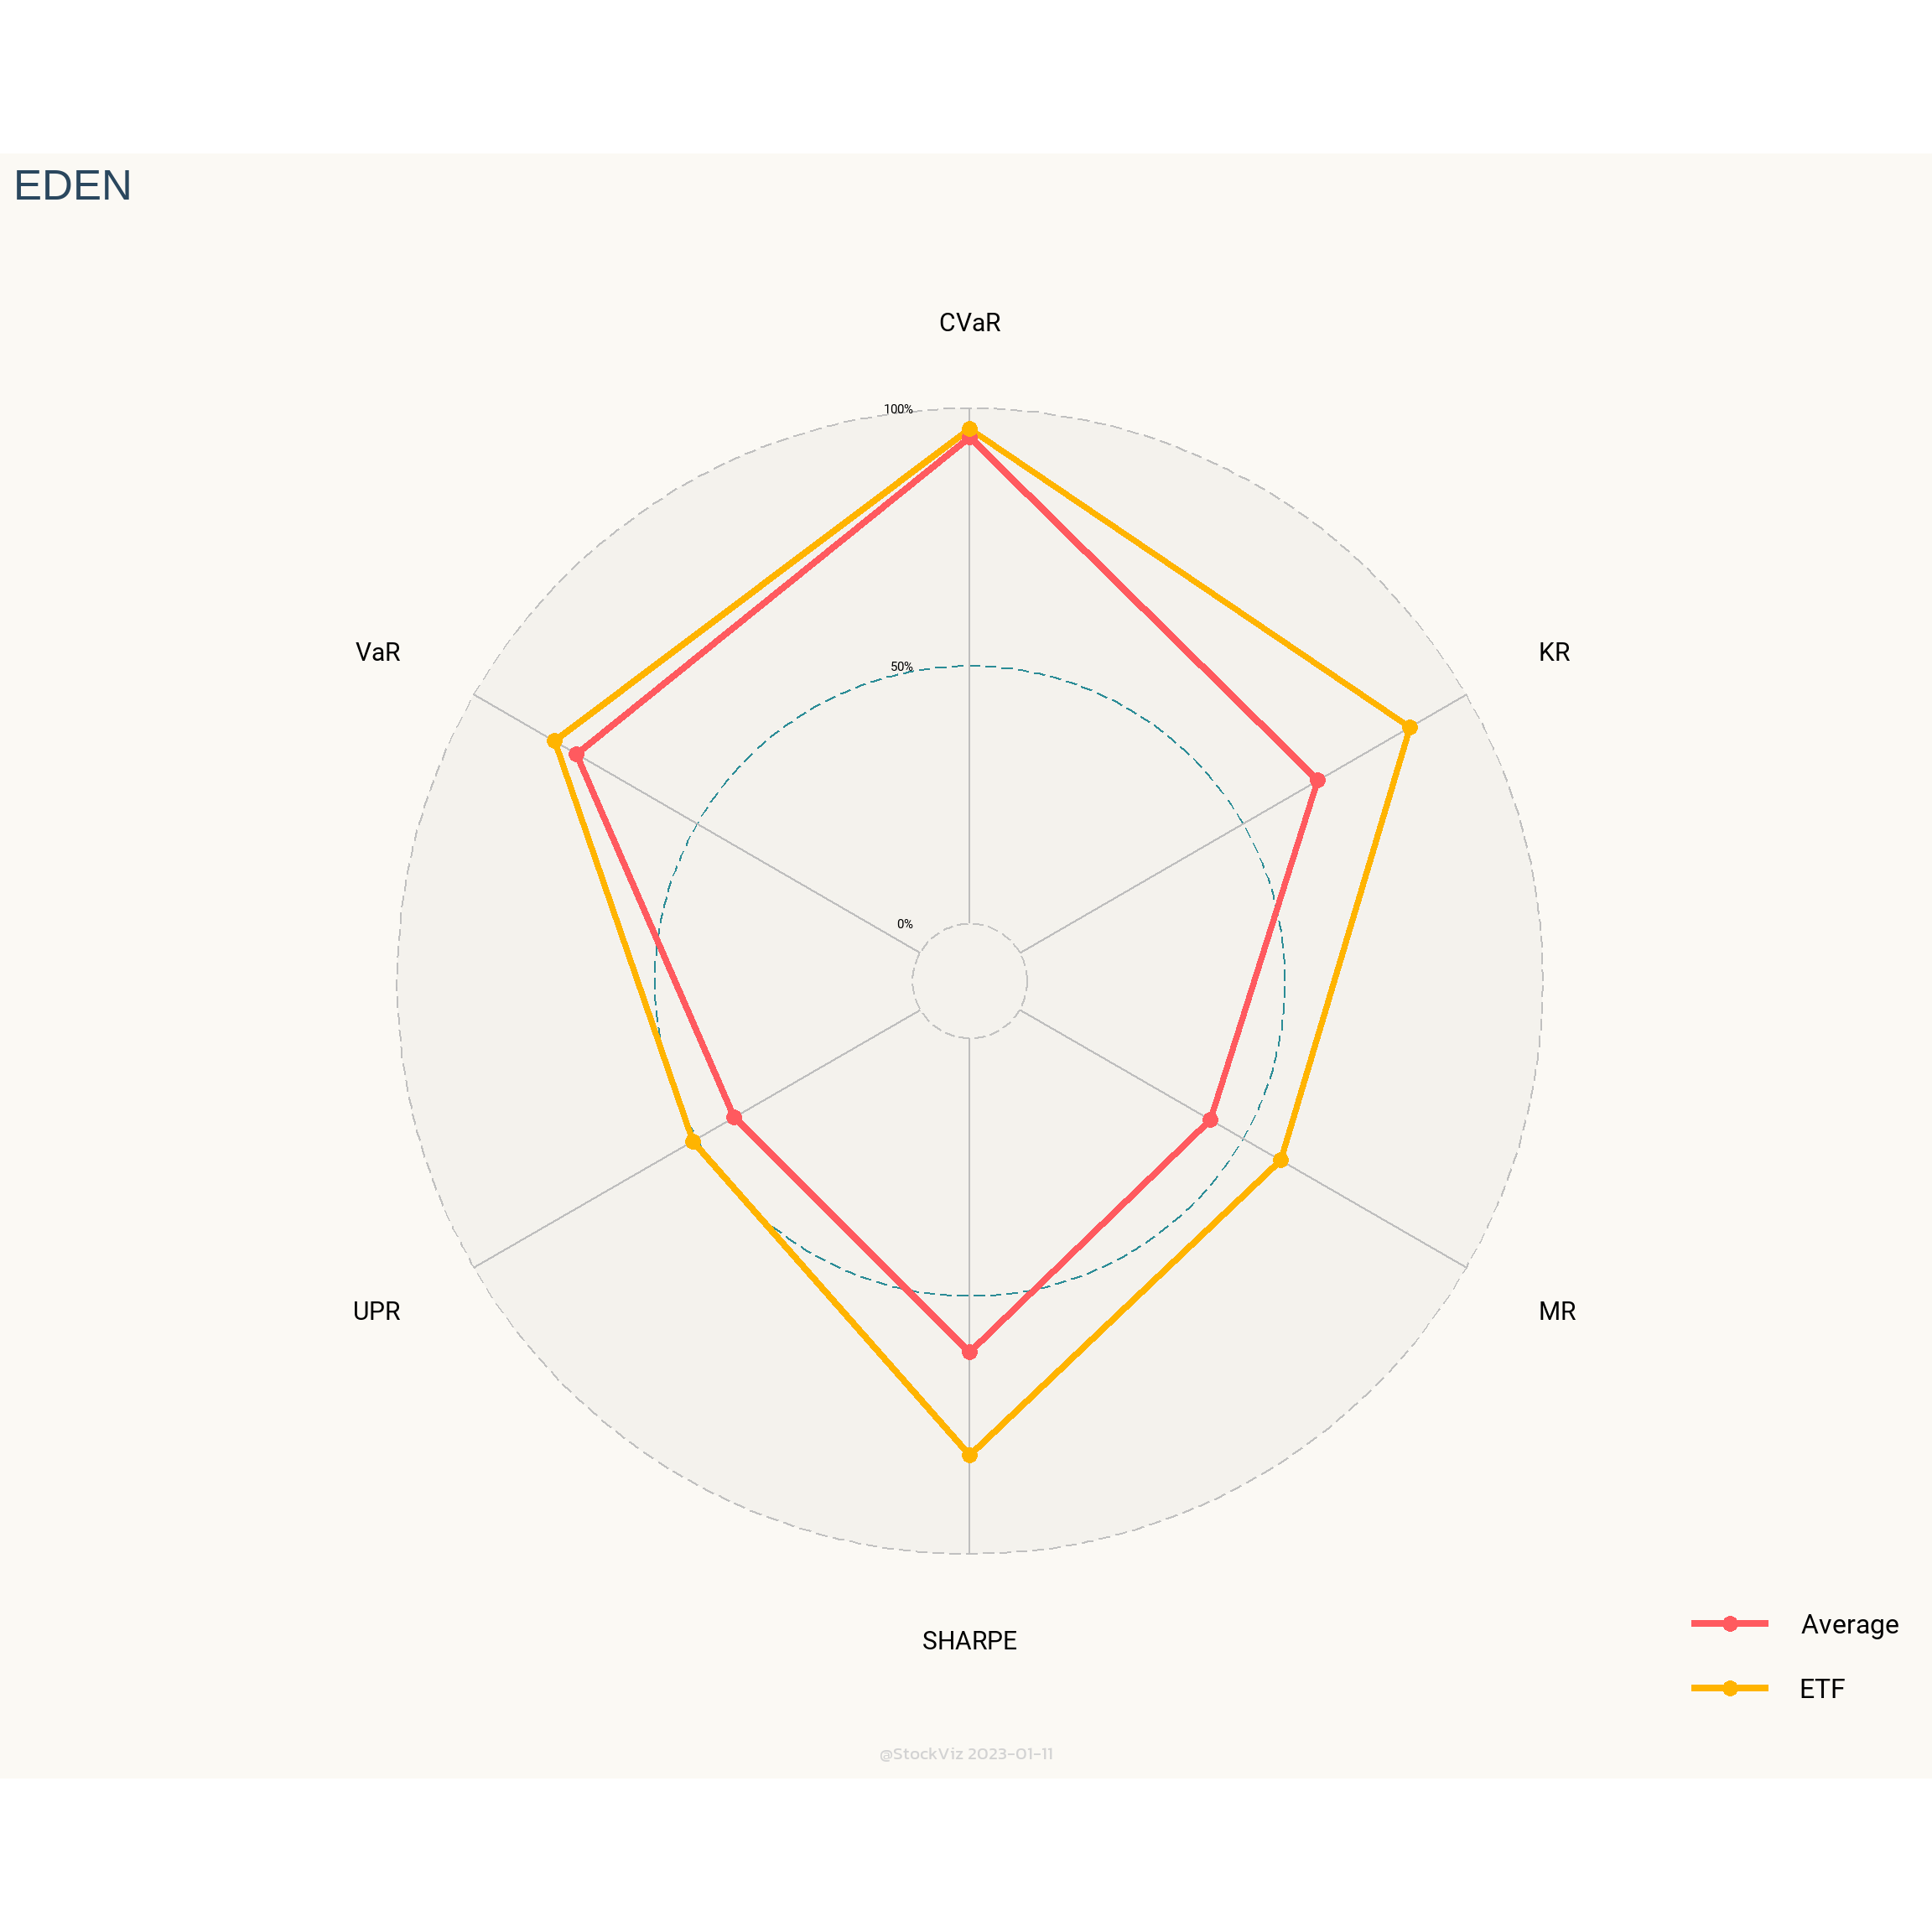 EDEN
CVaR
100%
VaR
KR
50%
0%
UPR
MR
SHARPE
Average
ETF
@StockViz 2023-01-11